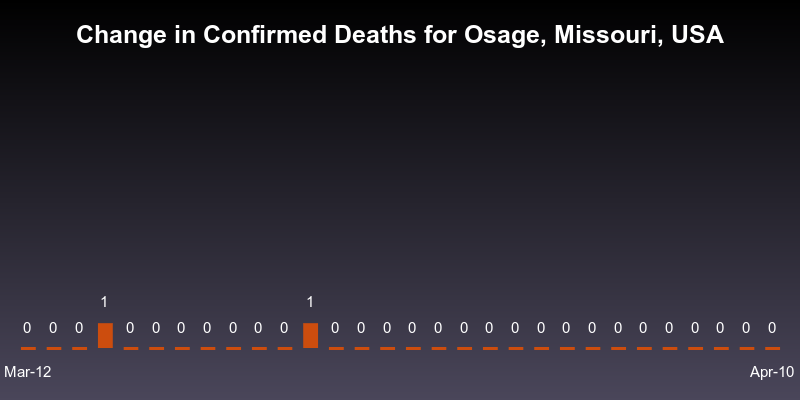 Change in Confirmed Deaths for Osage, Missouri, USA
1 1
0 0 0 0 0 0 0 0 0 0 0 0 0 0 0 0 0 0 0 0 0 0 0 0 0 0 0 0
Mar-12 Apr-10